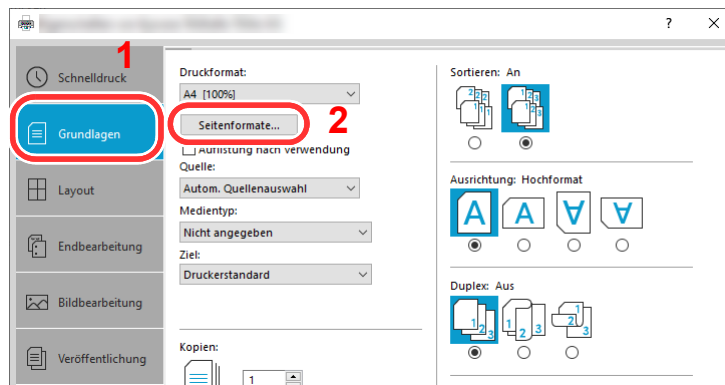 ?
1
Schnelldruck
Grundlagen
Layout
Endbearbeitung
Bildbearbeitung
Veröffentlichung
Druckformat:
A4 [100%]
Seitenformate...
2
Auflistung nach Verwendung
Quelle:
Autom. Quellenauswahl
Medientyp:
Nicht angegeben
Ziel:
Druckerstandard
Kopien:
1
Sortieren: An
Ausrichtung: Hochformat
A A A A
Duplex: Aus